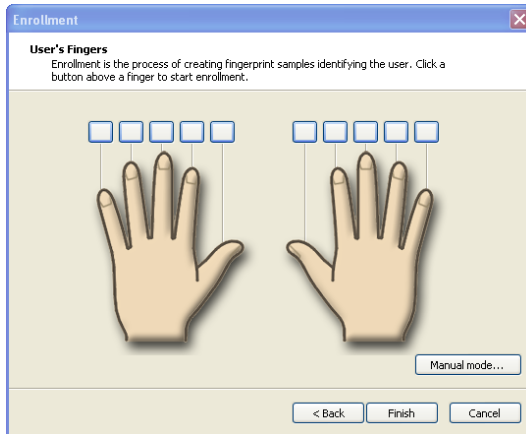 Enrollment
User's Fingers
Enrollment is the process of creating fingerprint samples identifying the user. Click a
button above a finger to start enrollment.
Manual mode...
< Back
Finish
Cancel